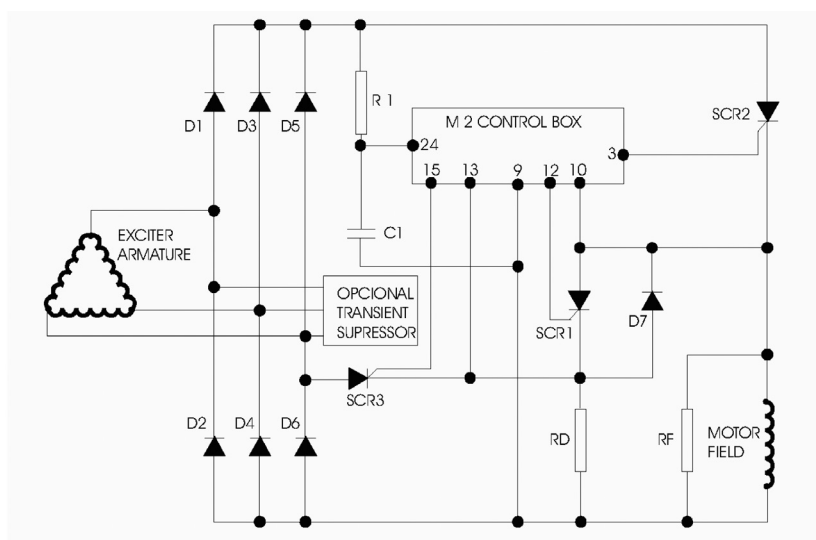 R 1
M 2 CONTROL BOX
SCR2
D1
D3
D5
24
3
15
13
9
12
10
EXCITER
ARMATURE
C1
OPCIONAL
TRANSIENT
SUPRESSOR
SCR1
D7
SCR3
D2
D4
D6
RD
RF
MOTOR
FIELD